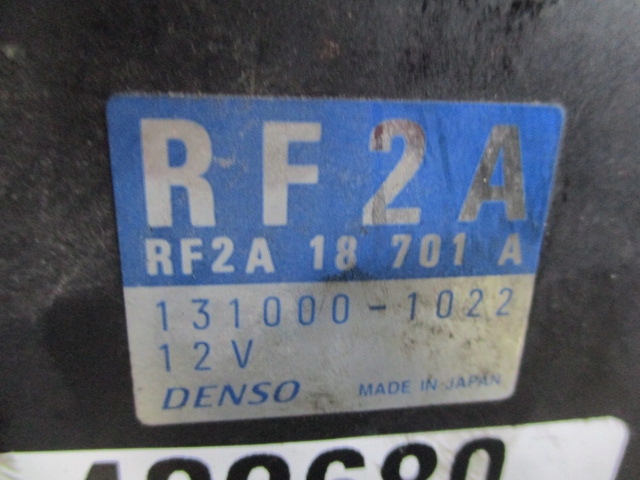 RF2A
RF2A 18 701 A
131000-1022
12V
DENSO MADE IN JAPAN